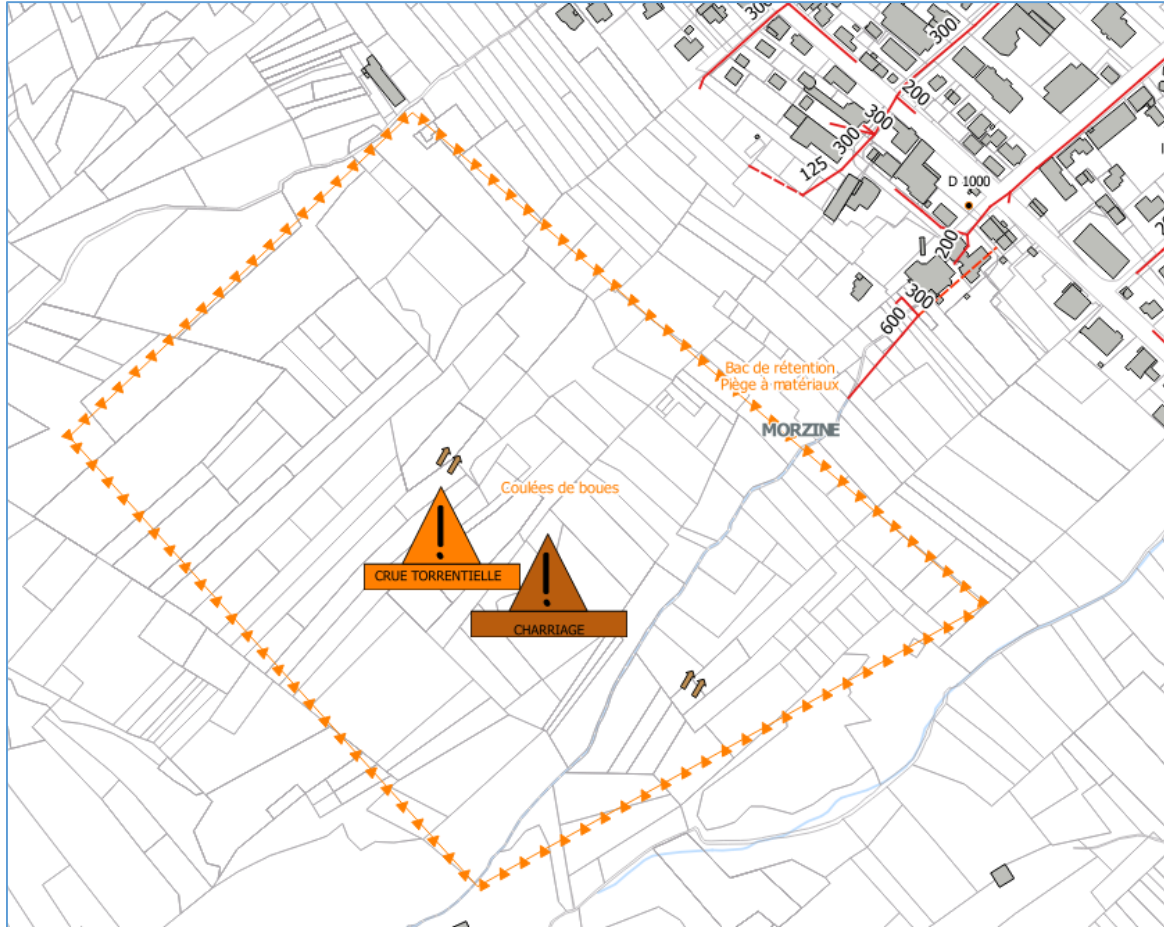 300
300
200
300
300
125
D 1000
200
300
600
Bac de rétention
Piège à matériaux
MORZINE
Coulées de boues
CRUE TORRENTIELLE
CHARRIAGE